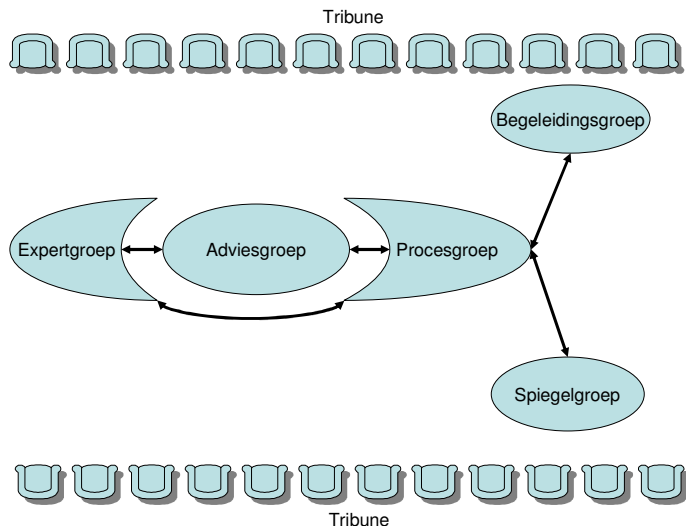 Tribune
Begeleidingsgroep
Expertgroep
Adviesgroep
Procesgroep
Spiegelgroep
Tribune